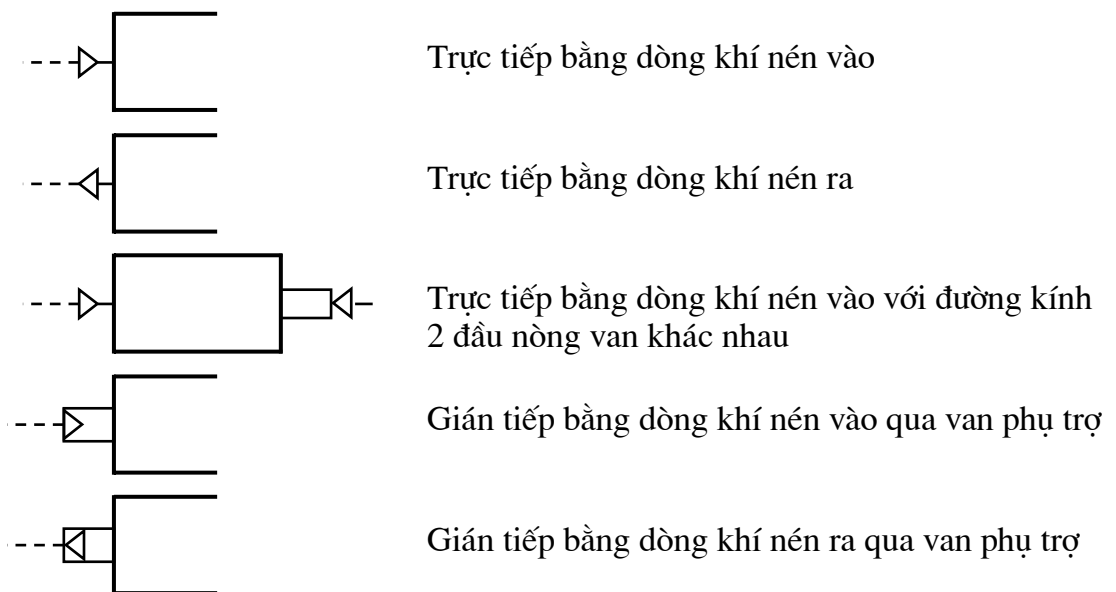 Trực tiếp bằng dòng khí nén vào
Trực tiếp bằng dòng khí nén ra
Trực tiếp bằng dòng khí nén vào với đường kính
2 đầu nòng van khác nhau
Gián tiếp bằng dòng khí nén vào qua van phụ trợ
Gián tiếp bằng dòng khí nén ra qua van phụ trợ